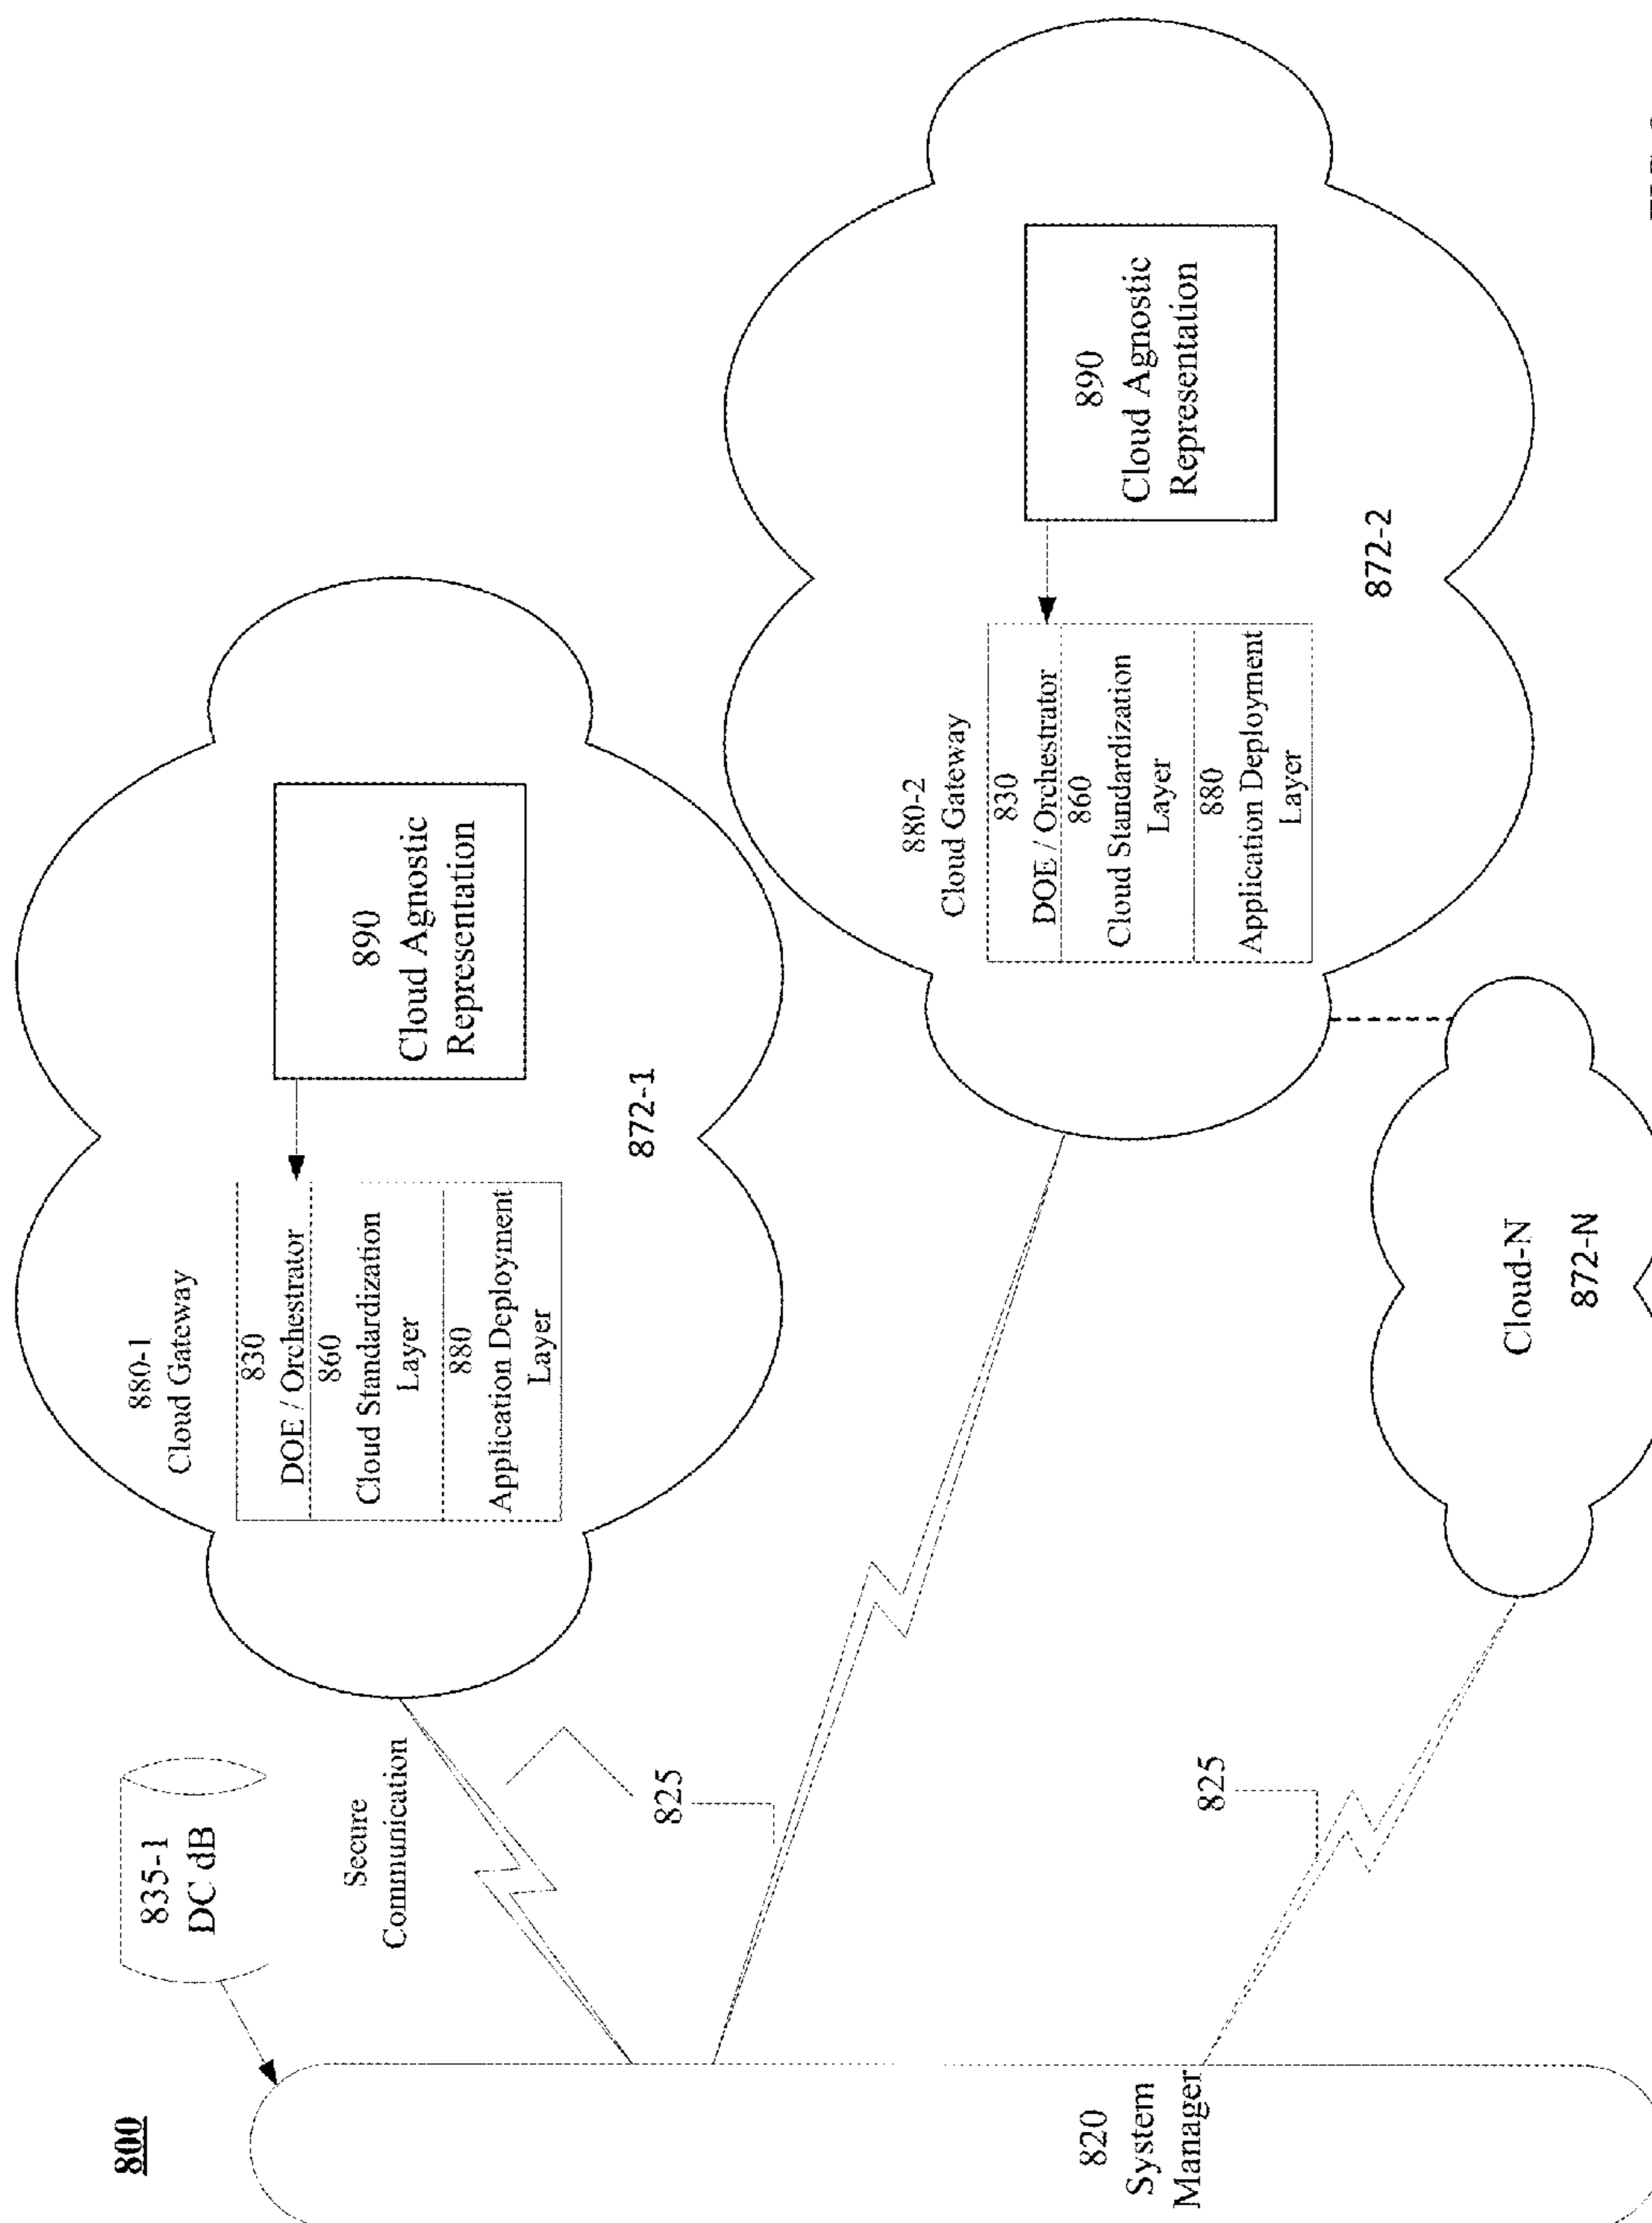 800
835-1
DC dB
Secure
Communication
825
825
820
System
Manager
880-1
Cloud Gateway
830
DOE / Orchestrator
860
Cloud Standardization
Layer
880
Application Deployment
Layer
890
Cloud Agnostic
Representation
872-1
880-2
Cloud Gateway
830
DOE / Orchestrator
860
Cloud Standardization
Layer
880
Application Deployment
Layer
890
Cloud Agnostic
Representation
872-2
Cloud-N
872-N